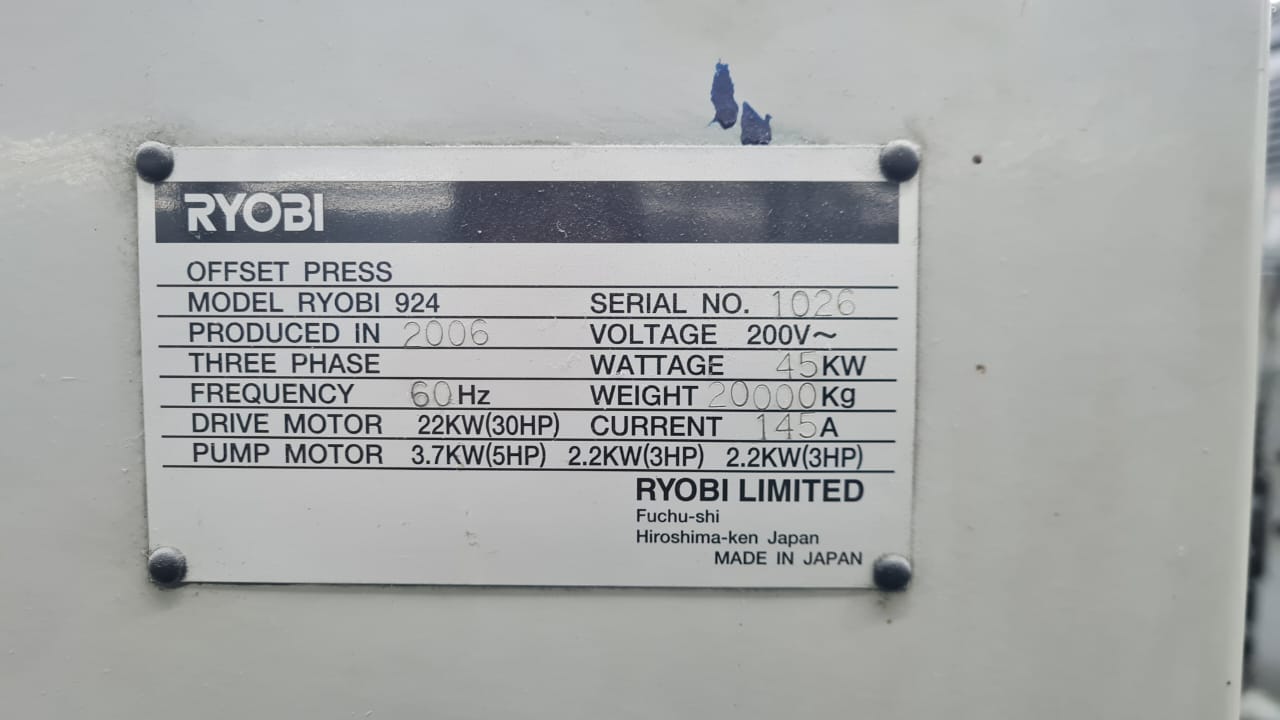 RYOBI
OFFSET PRESS
MODEL RYOBI 924 SERIAL NO. 1026
PRODUCED IN 2006 VOLTAGE 200V~
THREE PHASE WATTAGE 45KW
FREQUENCY 60Hz WEIGHT 20000Kg
DRIVE MOTOR 22KW(30HP) CURRENT 145A
PUMP MOTOR 3.7KW(5HP) 2.2KW(3HP) 2.2KW(3HP)
RYOBI LIMITED
Fuchu-shi
Hiroshima-ken Japan
MADE IN JAPAN